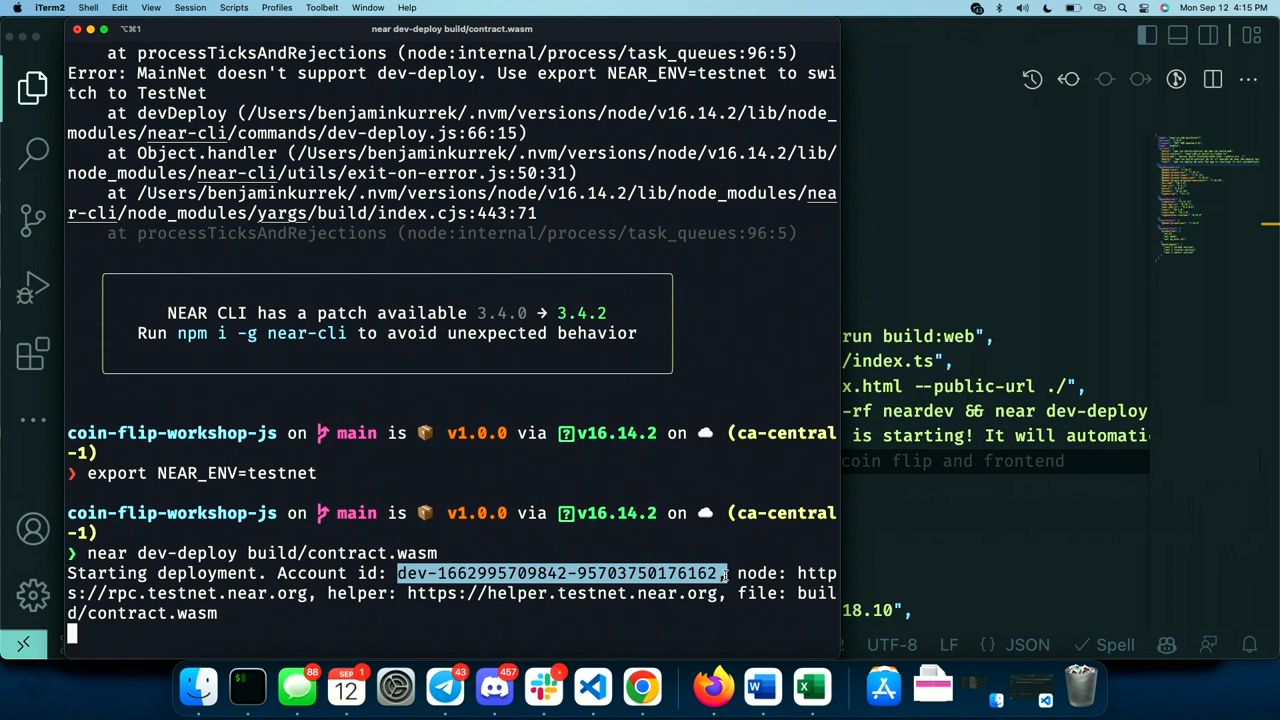 iTerm2 Shell Edit View Session Scripts Profiles Toolbelt Window Help Mon Sep 12 4:15 PM
⌥⌘1 near dev-deploy build/contract.wasm
at processTicksAndRejections (node:internal/process/task_queues:96:5)
Error: MainNet doesn't support dev-deploy. Use export NEAR_ENV=testnet to swi
tch to TestNet
at devDeploy (/Users/benjaminkurrek/.nvm/versions/node/v16.14.2/lib/node_
modules/near-cli/commands/dev-deploy.js:66:15)
at Object.handler (/Users/benjaminkurrek/.nvm/versions/node/v16.14.2/lib/
node_modules/near-cli/utils/exit-on-error.js:50:31)
at /Users/benjaminkurrek/.nvm/versions/node/v16.14.2/lib/node_modules/nea
r-cli/node_modules/yargs/build/index.cjs:443:71
at processTicksAndRejections (node:internal/process/task_queues:96:5)
NEAR CLI has a patch available 3.4.0 → 3.4.2
Run npm i -g near-cli to avoid unexpected behavior
coin-flip-workshop-js on main is 📦 v1.0.0 via v16.14.2 on ☁ (ca-central
-1)
❯ export NEAR_ENV=testnet
coin-flip-workshop-js on main is 📦 v1.0.0 via v16.14.2 on ☁ (ca-central
-1)
❯ near dev-deploy build/contract.wasm
Starting deployment. Account id: dev-1662995709842-95703750176162, node: http
s://rpc.testnet.near.org, helper: https://helper.testnet.near.org, file: buil
d/contract.wasm
run build:web",
/index.ts",
x.html --public-url ./",
-rf neardev && near dev-deploy
is starting! It will automati
coin flip and frontend
18.10",
UTF-8 LF {} JSON ✓ Spell
88
SEP 1
12
43
457